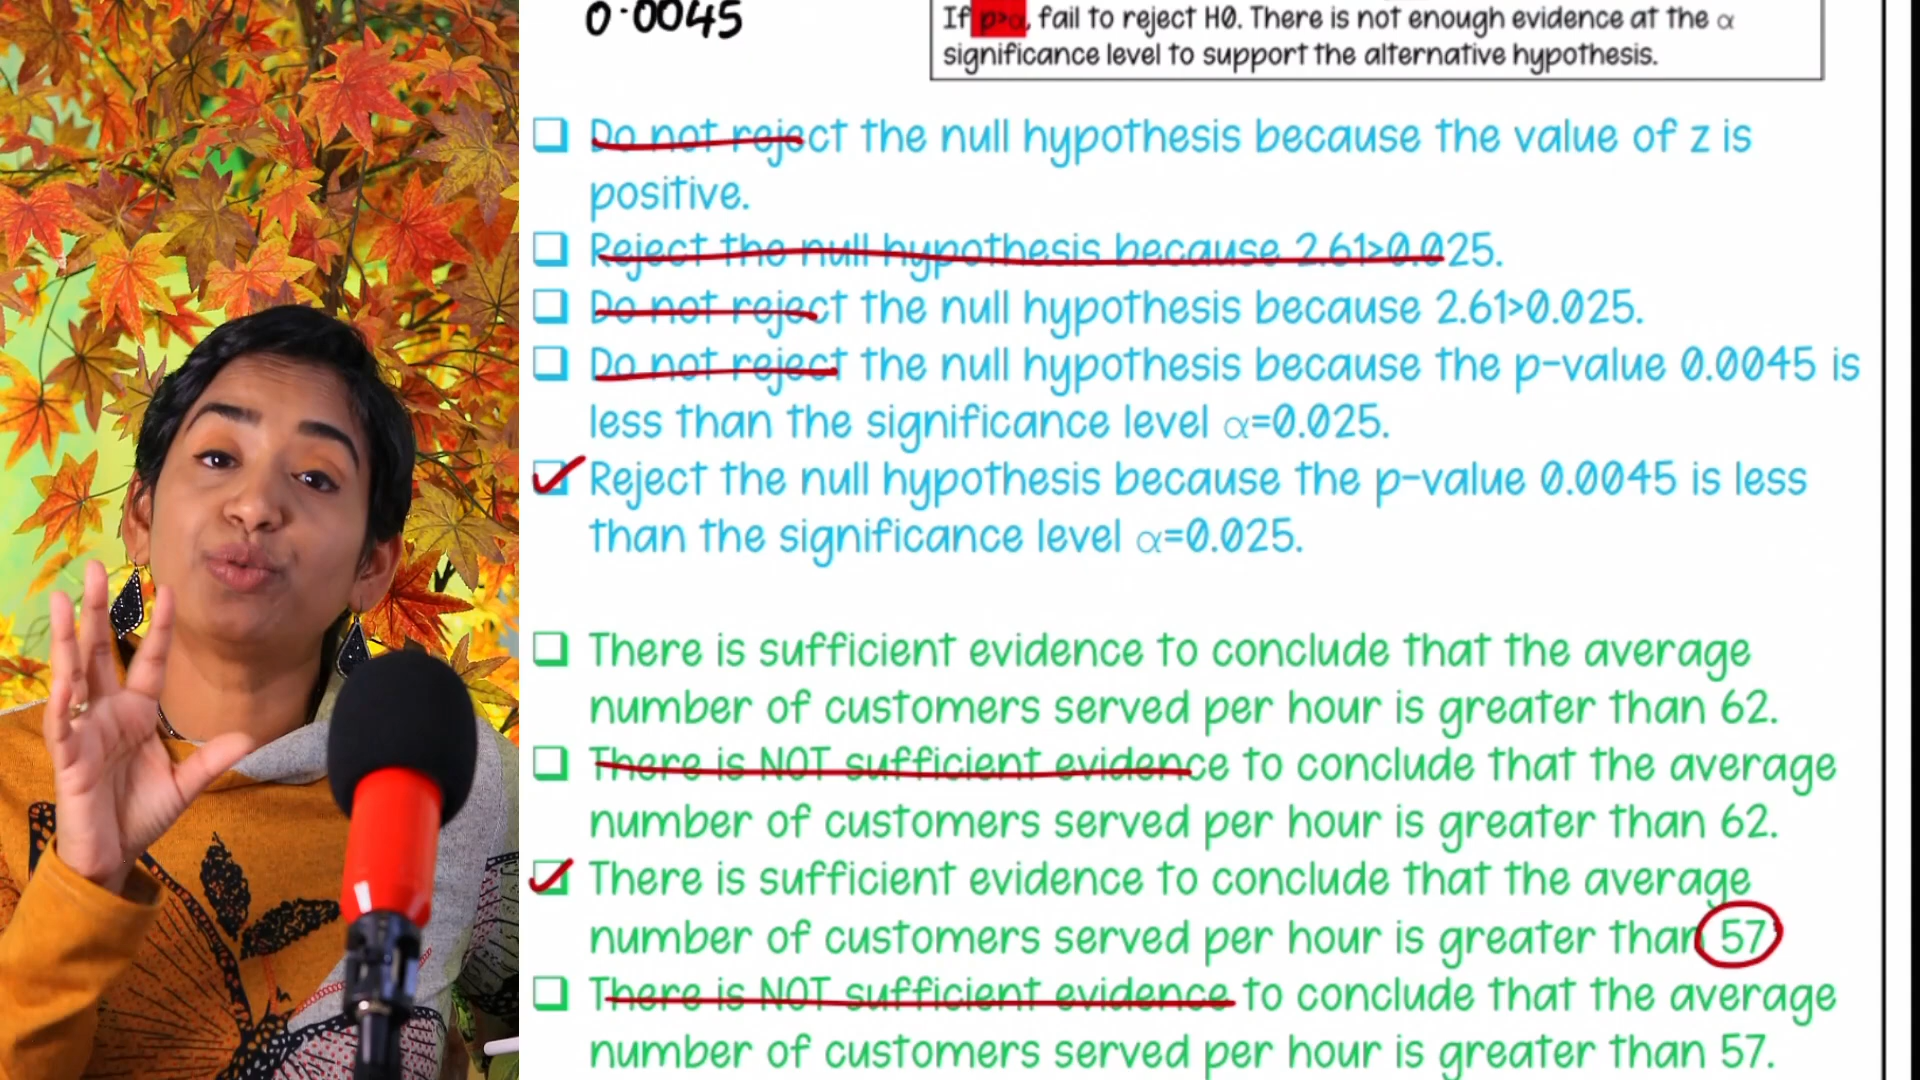 0.0045
If p>α, fail to reject H0. There is not enough evidence at the α
significance level to support the alternative hypothesis.
Do not reject the null hypothesis because the value of z is
positive.
Reject the null hypothesis because 2.61>0.025.
Do not reject the null hypothesis because 2.61>0.025.
Do not reject the null hypothesis because the p-value 0.0045 is
less than the significance level α=0.025.
Reject the null hypothesis because the p-value 0.0045 is less
than the significance level α=0.025.
There is sufficient evidence to conclude that the average
number of customers served per hour is greater than 62.
There is NOT sufficient evidence to conclude that the average
number of customers served per hour is greater than 62.
There is sufficient evidence to conclude that the average
number of customers served per hour is greater than 57
There is NOT sufficient evidence to conclude that the average
number of customers served per hour is greater than 57.